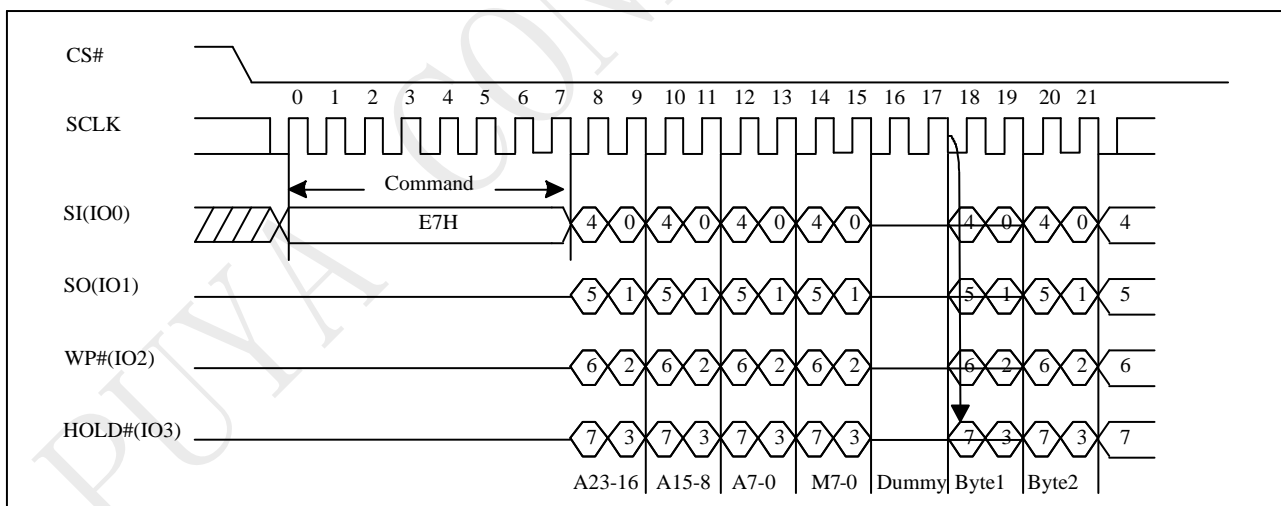 CS#
0 1 2 3 4 5 6 7 8 9 10 11 12 13 14 15 16 17 18 19 20 21
SCLK
Command
SI(IO0) E7H 4 0 4 0 4 0 4 0 4 0 4 0 4
SO(IO1) 5 1 5 1 5 1 5 1 5 1 5 1 5
WP#(IO2) 6 2 6 2 6 2 6 2 6 2 6 2 6
HOLD#(IO3) 7 3 7 3 7 3 7 3 7 3 7 3 7
A23-16 A15-8 A7-0 M7-0 Dummy Byte1 Byte2
PUYA CON